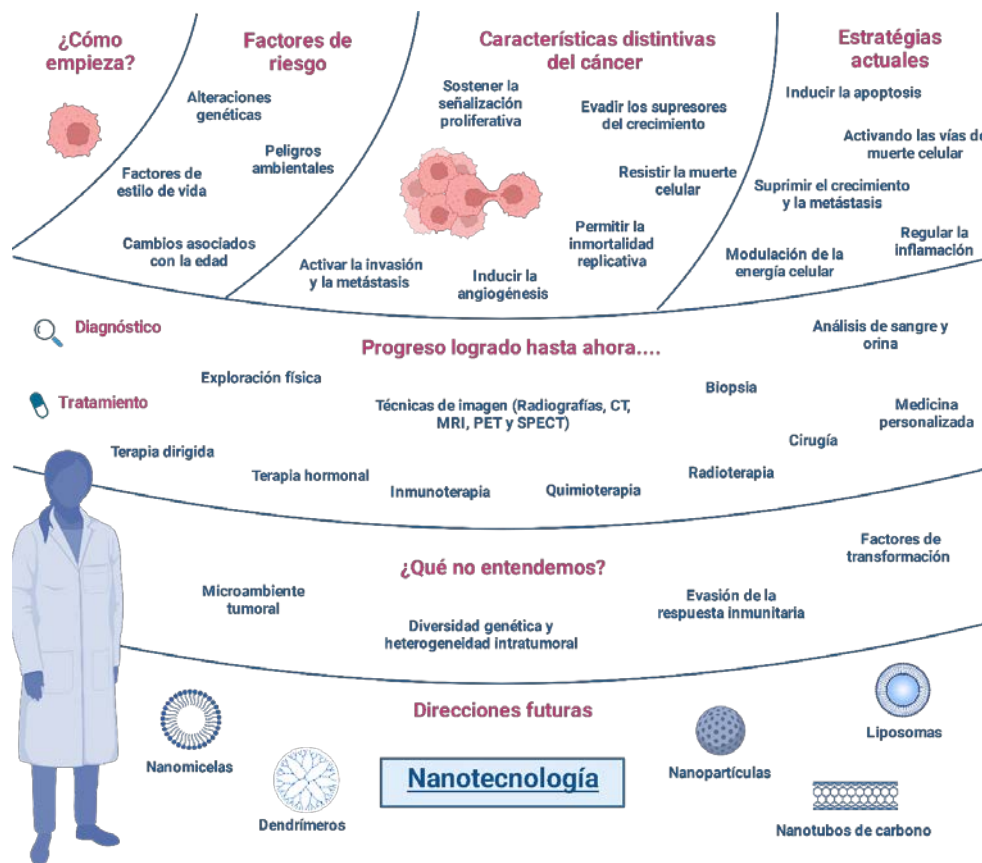 ¿Cómo
empieza?
Factores de
riesgo
Alteraciones
genéticas
Peligros
ambientales
Factores de
estilo de vida
Cambios asociados
con la edad
Características distintivas
del cáncer
Sostener la
señalización
proliferativa
Evadir los supresores
del crecimiento
Resistir la muerte
celular
Permitir la
inmortalidad
replicativa
Inducir la
angiogénesis
Activar la invasión
y la metástasis
Estratégias
actuales
Inducir la apoptosis
Activando las vías de
muerte celular
Suprimir el crecimiento
y la metástasis
Regular la
inflamación
Modulación de la
energía celular
Diagnóstico
Tratamiento
Progreso logrado hasta ahora....
Exploración física
Técnicas de imagen (Radiografías, CT,
MRI, PET y SPECT)
Biopsia
Análisis de sangre y
orina
Terapia dirigida
Terapia hormonal
Inmunoterapia
Quimioterapia
Radioterapia
Cirugía
Medicina
personalizada
¿Qué no entendemos?
Microambiente
tumoral
Diversidad genética y
heterogeneidad intratumoral
Evasión de la
respuesta inmunitaria
Factores de
transformación
Direcciones futuras
Nanotecnología
Nanomicelas
Dendrímeros
Nanopartículas
Liposomas
Nanotubos de carbono